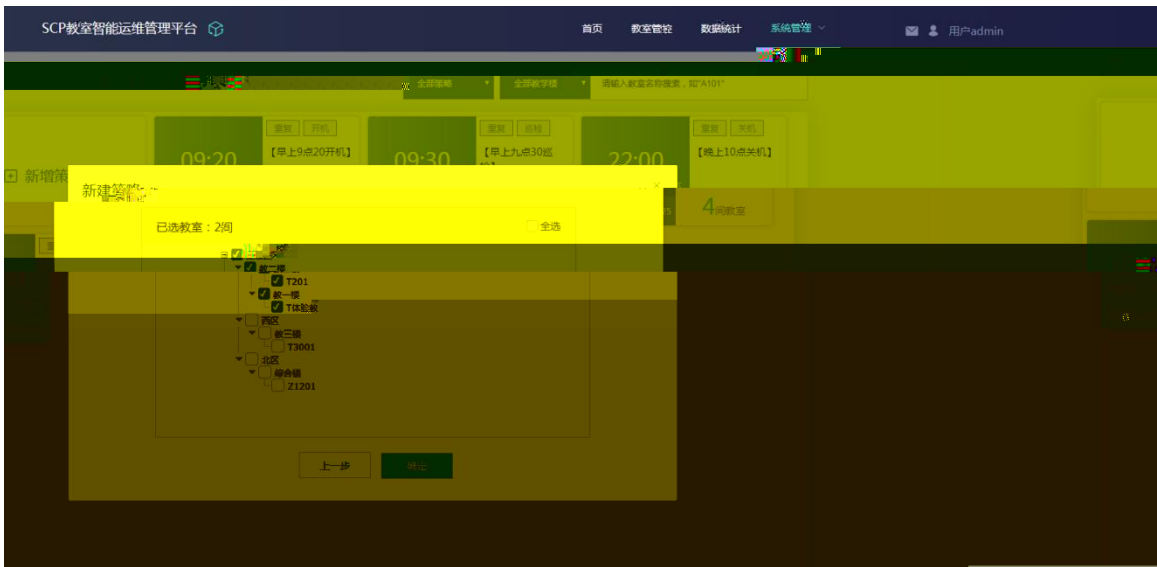 SCP教室智能运维管理平台
首页 教室管控 数据统计 系统管理 用户admin
全部策略 全部教学楼 请输入教室名称搜索，如"A101"
重复 开机 重复 巡检 重复 关机
09:20 【早上9点20开机】 09:30 【早上九点30巡 22:00 【晚上10点关机】
新增策
新建策略
4间教室
已选教室：2间 全选
教二楼
T201
教一楼
T体验教
西区
教三楼
T3001
北区
综合楼
Z1201
上一步 确定